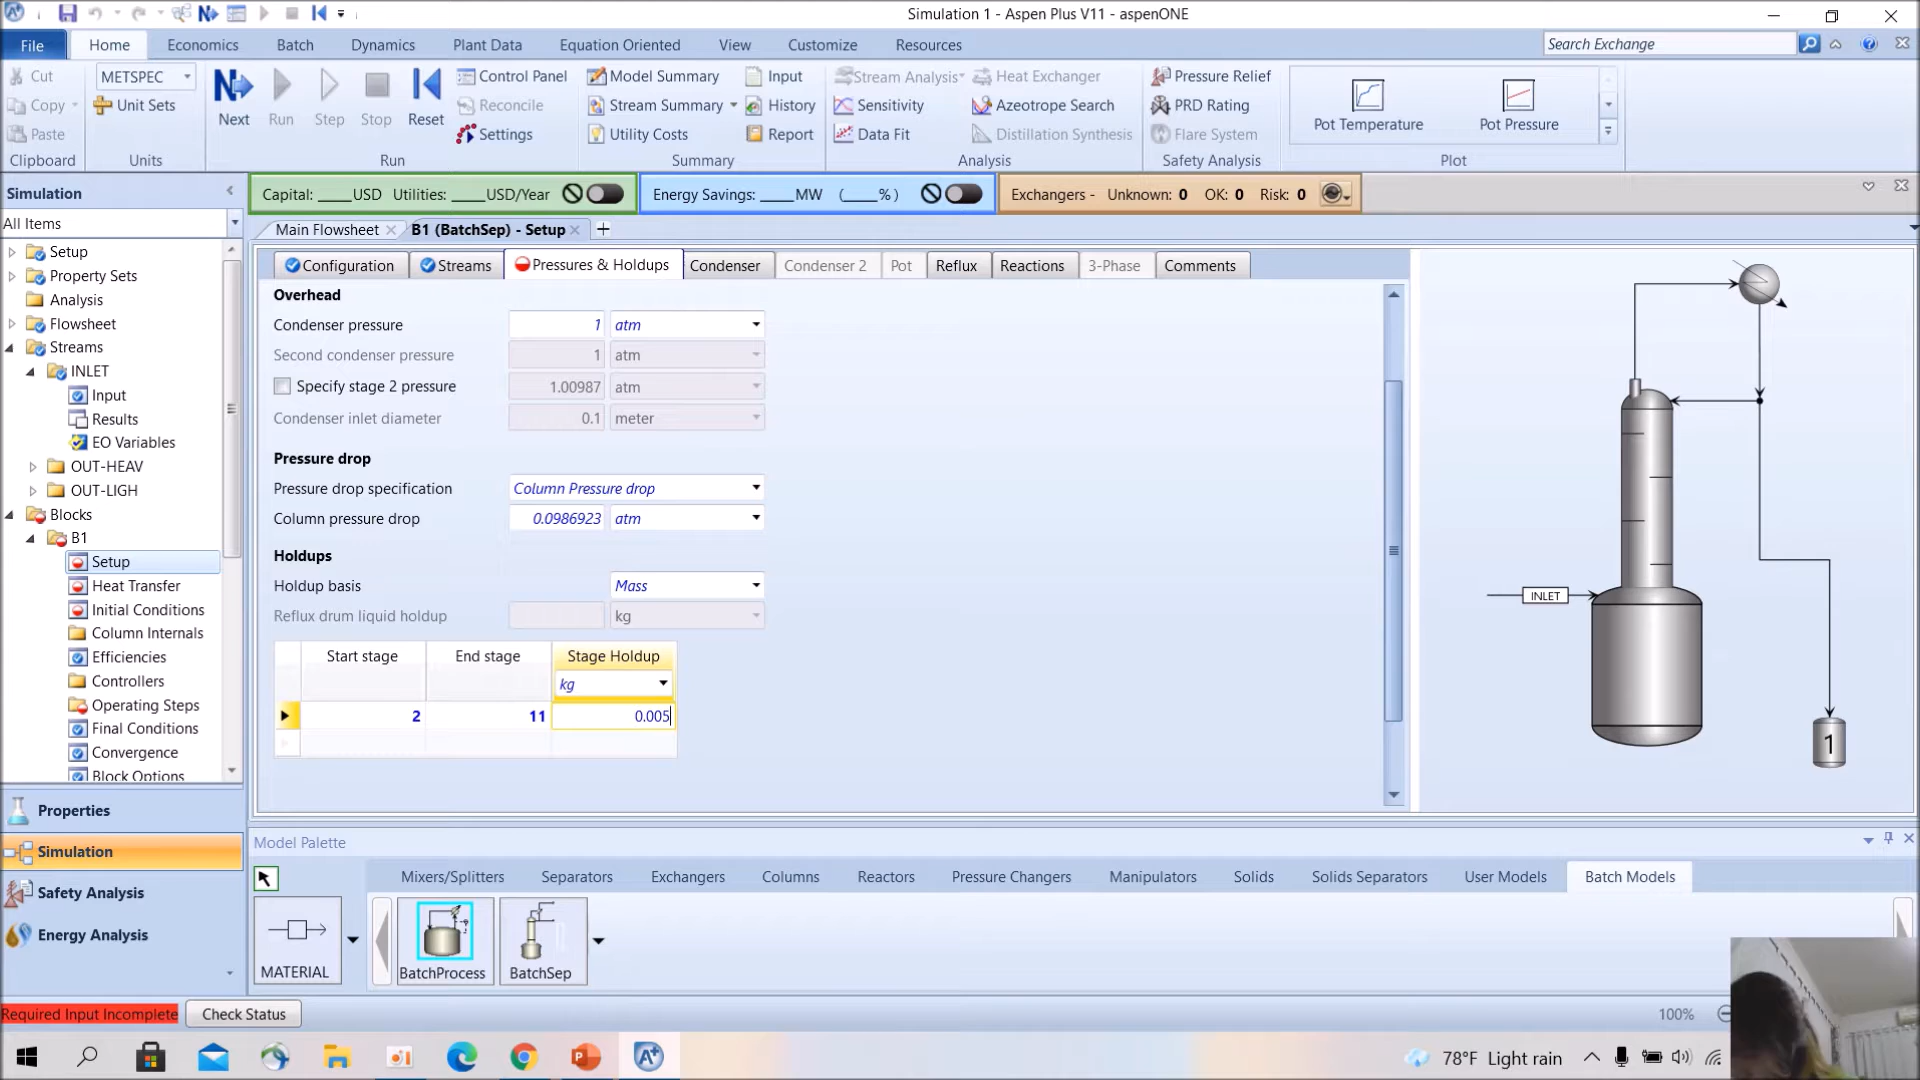 Simulation 1 - Aspen Plus V11 - aspenONE
File Home Economics Batch Dynamics Plant Data Equation Oriented View Customize Resources Search Exchange
Cut METSPEC Control Panel Model Summary Input Stream Analysis Heat Exchanger Pressure Relief
Copy Unit Sets Reconcile Stream Summary History Sensitivity Azeotrope Search PRD Rating
Paste Next Run Step Stop Reset Settings Utility Costs Report Data Fit Distillation Synthesis Flare System Pot Temperature Pot Pressure
Clipboard Units Run Summary Analysis Safety Analysis Plot
Simulation Capital: _____USD Utilities: _____USD/Year Energy Savings: _____MW (_____%) Exchangers - Unknown: 0 OK: 0 Risk: 0
All Items Main Flowsheet B1 (BatchSep) - Setup
Setup
Property Sets
Analysis
Flowsheet
Streams
INLET
Input
Results
EO Variables
OUT-HEAV
OUT-LIGH
Blocks
B1
Setup
Heat Transfer
Initial Conditions
Column Internals
Efficiencies
Controllers
Operating Steps
Final Conditions
Convergence
Block Options
Properties
Simulation
Safety Analysis
Energy Analysis
Configuration Streams Pressures & Holdups Condenser Condenser 2 Pot Reflux Reactions 3-Phase Comments
Overhead
Condenser pressure 1 atm
Second condenser pressure 1 atm
Specify stage 2 pressure 1.00987 atm
Condenser inlet diameter 0.1 meter
Pressure drop
Pressure drop specification Column Pressure drop
Column pressure drop 0.0986923 atm
Holdups
Holdup basis Mass
Reflux drum liquid holdup kg
Start stage End stage Stage Holdup
kg
2 11 0.005
INLET
1
Model Palette
Mixers/Splitters Separators Exchangers Columns Reactors Pressure Changers Manipulators Solids Solids Separators User Models Batch Models
MATERIAL BatchProcess BatchSep
Required Input Incomplete Check Status 100%
78°F Light rain